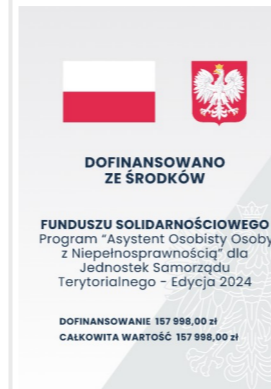 DOFINANSOWANO
ZE ŚRODKÓW
FUNDUSZU SOLIDARNOŚCIOWEGO
Program "Asystent Osobisty Osoby
z Niepełnosprawnością" dla
Jednostek Samorządu
Terytorialnego - Edycja 2024
DOFINANSOWANIE 157 998,00 zł
CAŁKOWITA WARTOŚĆ 157 998,00 zł